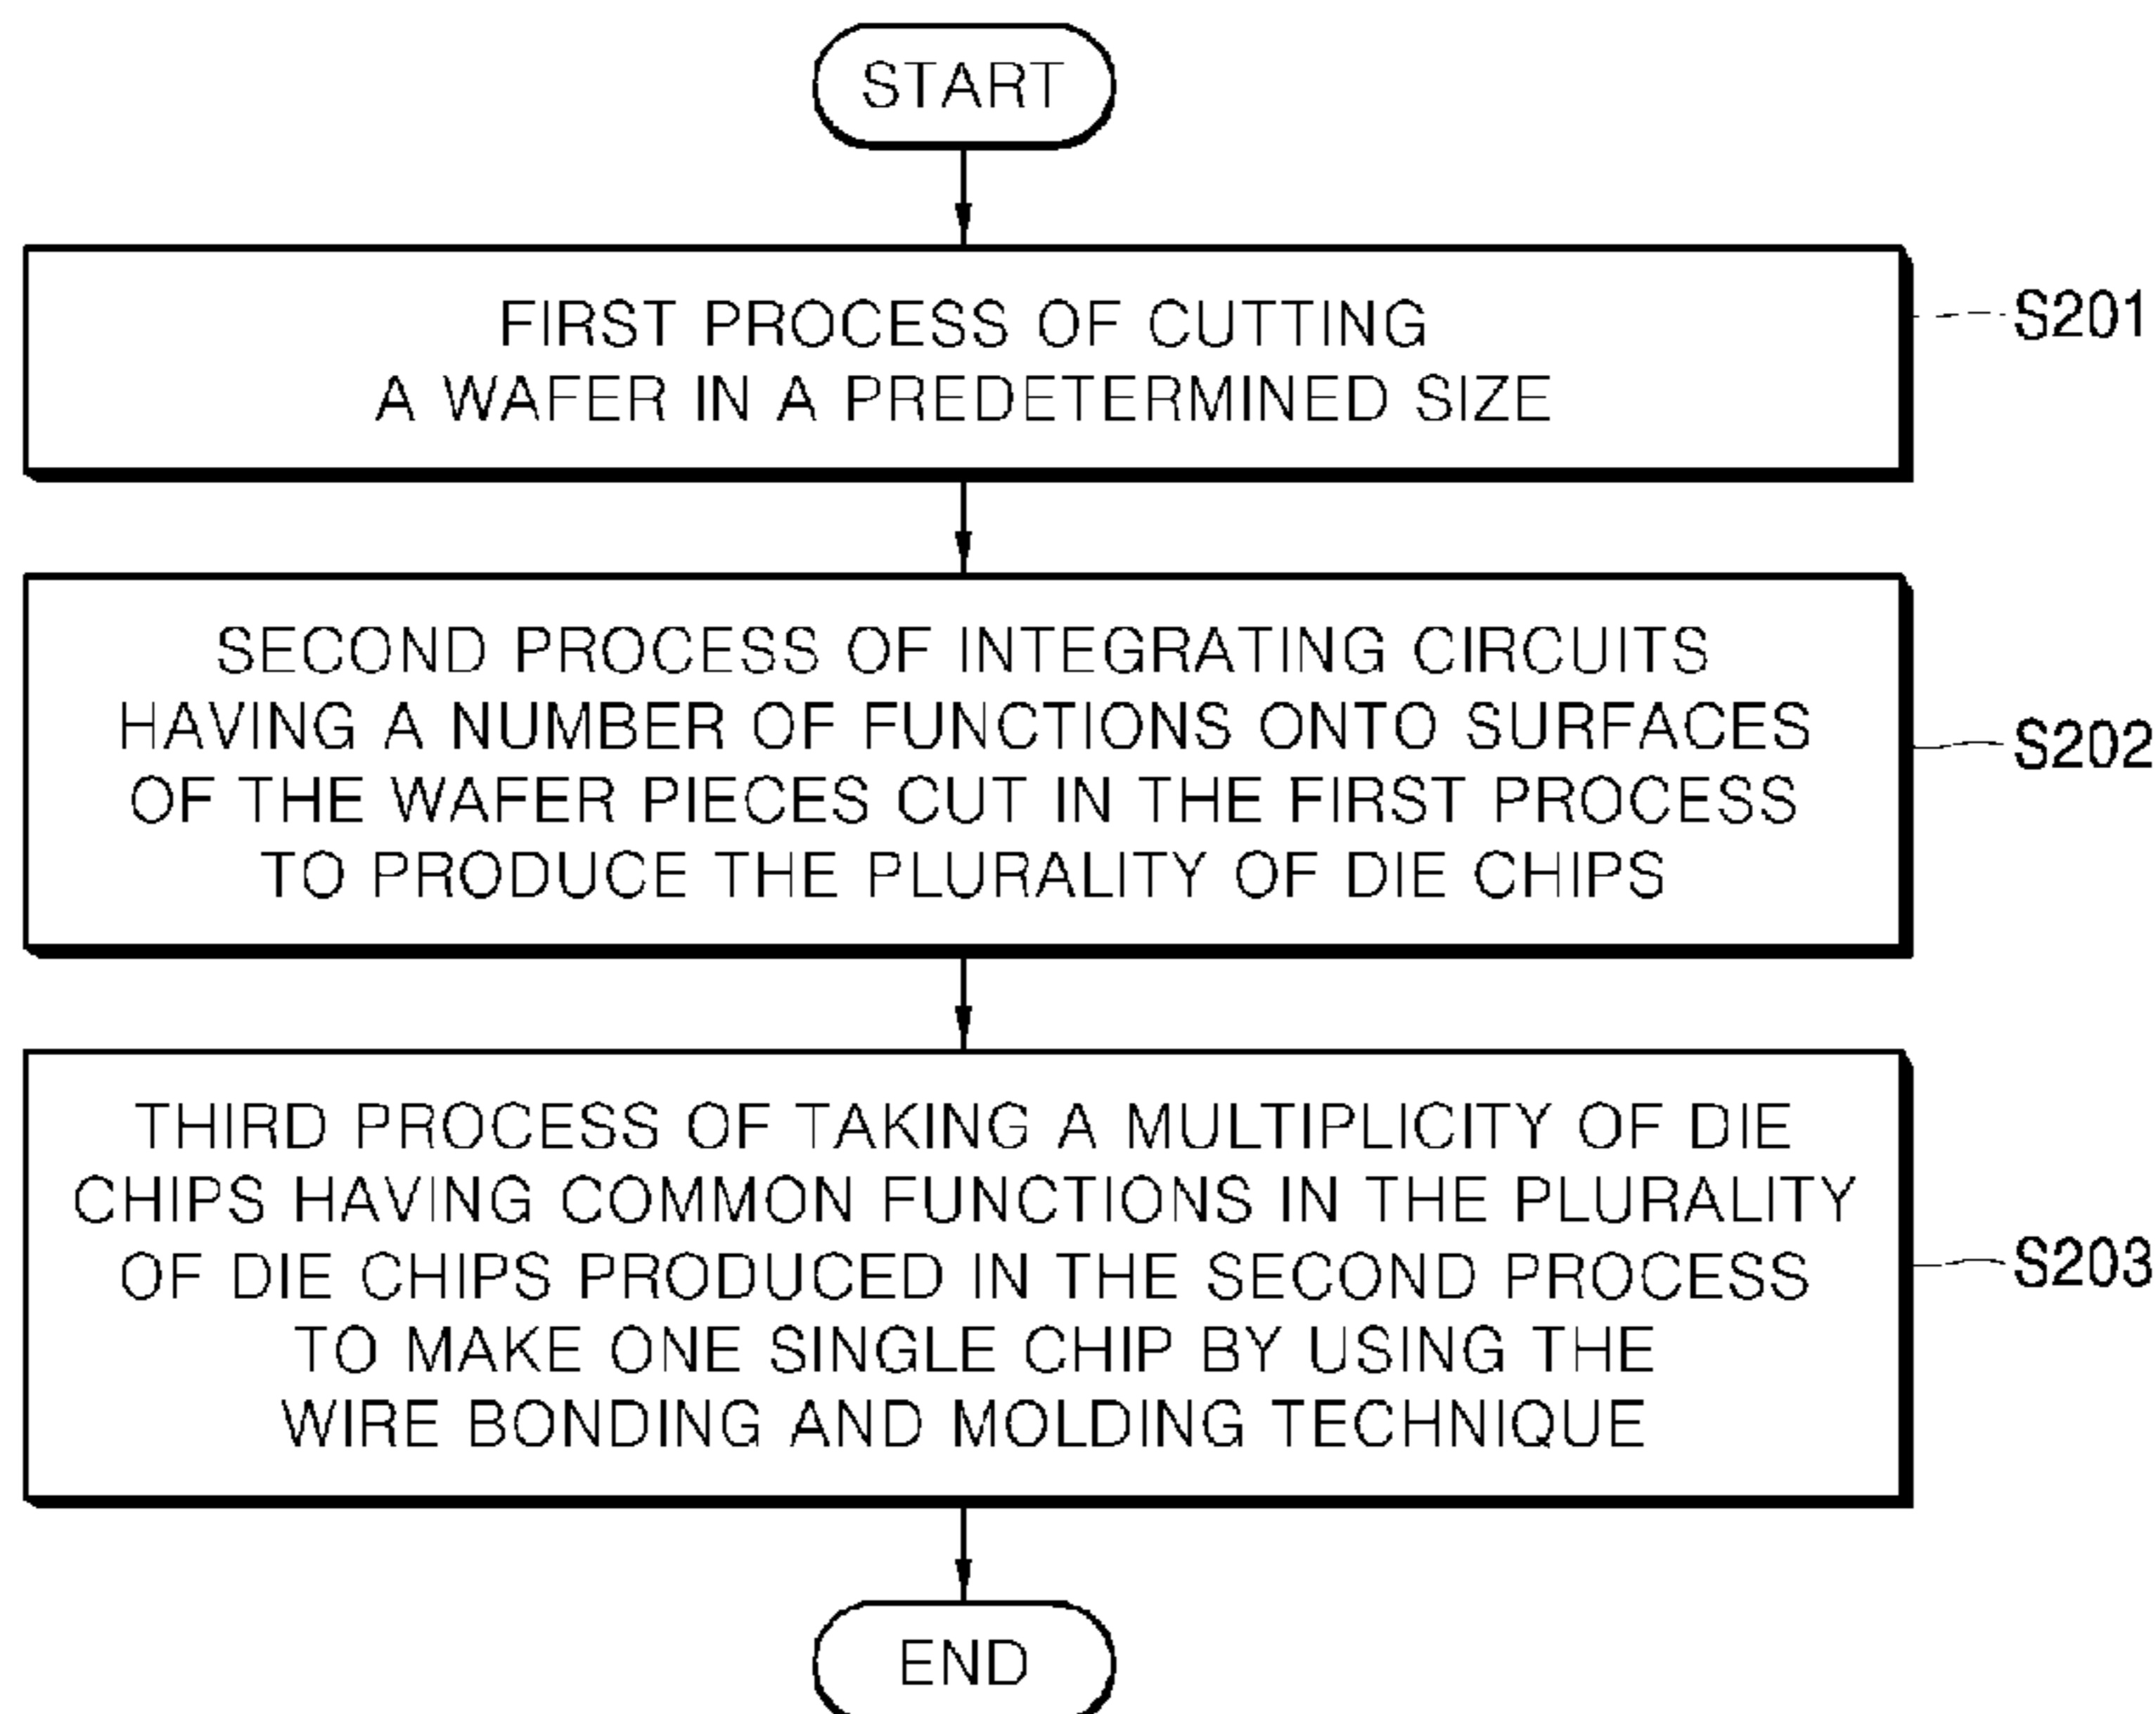 START
FIRST PROCESS OF CUTTING
A WAFER IN A PREDETERMINED SIZE
S201
SECOND PROCESS OF INTEGRATING CIRCUITS
HAVING A NUMBER OF FUNCTIONS ONTO SURFACES
OF THE WAFER PIECES CUT IN THE FIRST PROCESS
TO PRODUCE THE PLURALITY OF DIE CHIPS
S202
THIRD PROCESS OF TAKING A MULTIPLICITY OF DIE
CHIPS HAVING COMMON FUNCTIONS IN THE PLURALITY
OF DIE CHIPS PRODUCED IN THE SECOND PROCESS
TO MAKE ONE SINGLE CHIP BY USING THE
WIRE BONDING AND MOLDING TECHNIQUE
S203
END